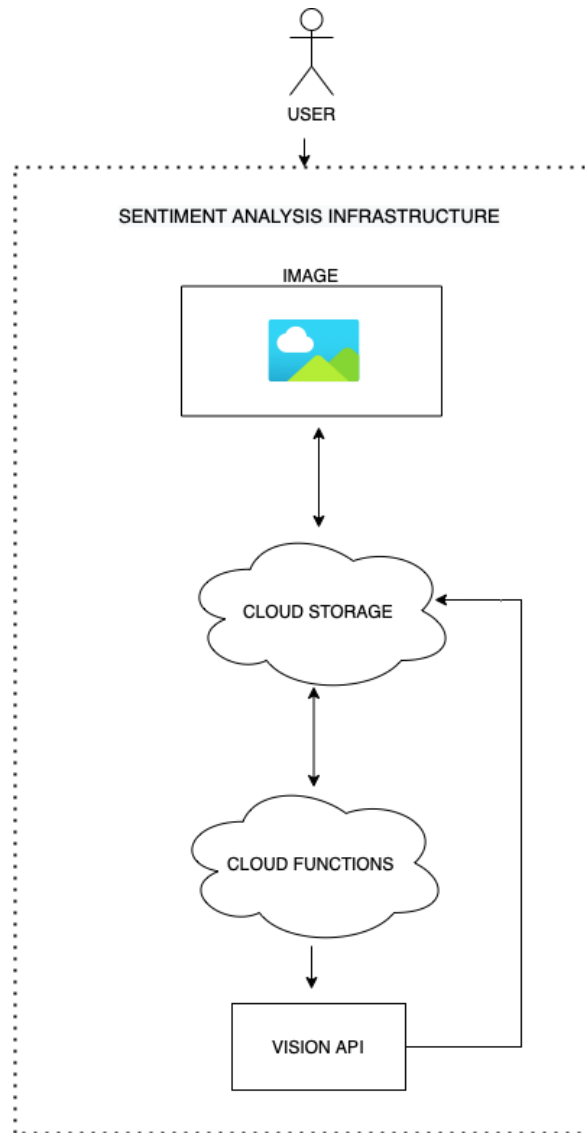 USER
SENTIMENT ANALYSIS INFRASTRUCTURE
IMAGE
CLOUD STORAGE
CLOUD FUNCTIONS
VISION API